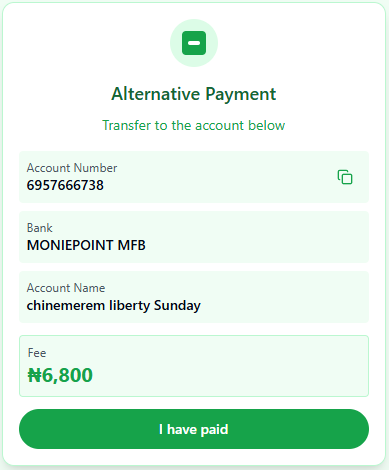 Alternative Payment
Transfer to the account below
Account Number
6957666738
Bank
MONIEPOINT MFB
Account Name
chinemerem liberty Sunday
Fee
₦6,800
I have paid